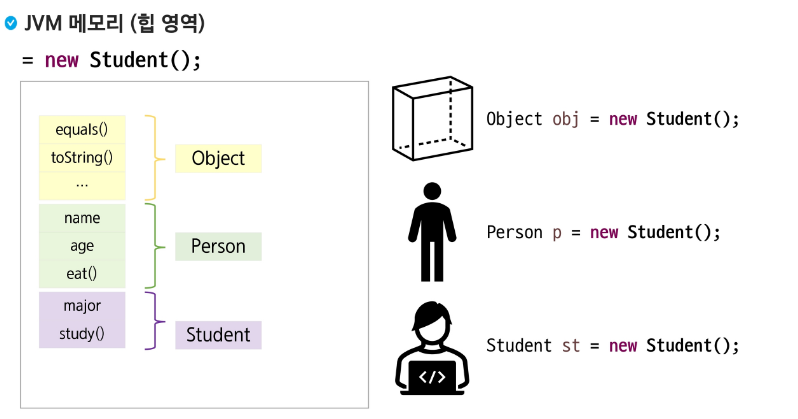 JVM 메모리 (힙 영역)
= new Student();
equals()
toString()
...
Object
name
age
eat()
Person
major
study()
Student
Object obj = new Student();
Person p = new Student();
</>
Student st = new Student();